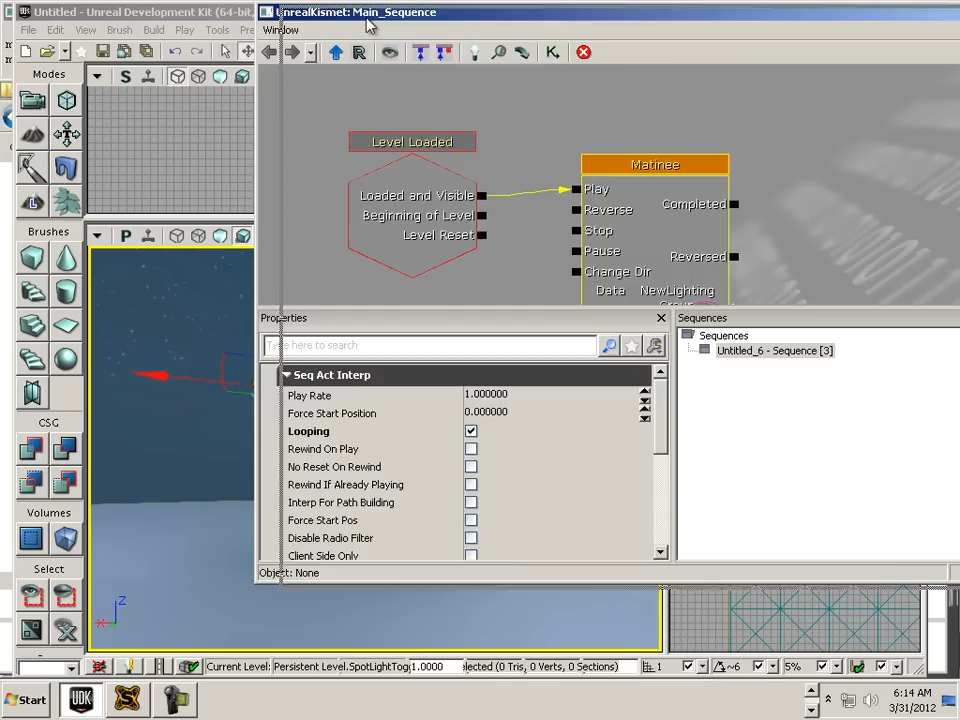 Untitled - Unreal Development Kit (64-bit,
UnrealKismet: Main_Sequence
File Edit View Brush Build Play Tools
Window
Modes
Level Loaded
Loaded and Visible
Beginning of Level
Level Reset
Matinee
Play
Reverse
Stop
Pause
Change Dir
Completed
Reversed
Data NewLighting
Brushes
Properties
Sequences
Type here to search
Sequences
Untitled_6 - Sequence [3]
Seq Act Interp
Play Rate 1.000000
Force Start Position 0.000000
Looping
Rewind On Play
No Reset On Rewind
Rewind If Already Playing
Interp For Path Building
Force Start Pos
Disable Radio Filter
Client Side Only
CSG
Volumes
Select
Object: None
Z
X
Current Level: Persistent Level.SpotLightTog 1.0000 elected (0 Tris, 0 Verts, 0 Sections) 1 ~6 5%
Start
UDK
6:14 AM
3/31/2012